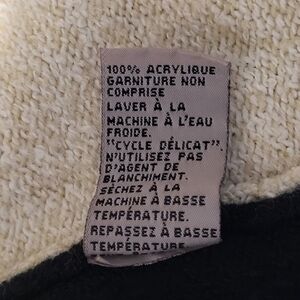 100% ACRYLIQUE
GARNITURE NON
COMPRISE
LAVER À LA
MACHINE À L'EAU
FROIDE.
"CYCLE DÉLICAT".
N'UTILISEZ PAS
D'AGENT DE
BLANCHIMENT.
SÉCHEZ À LA
MACHINE À BASSE
TEMPÉRATURE.
REPASSEZ À BASSE
TEMPÉRATURE.